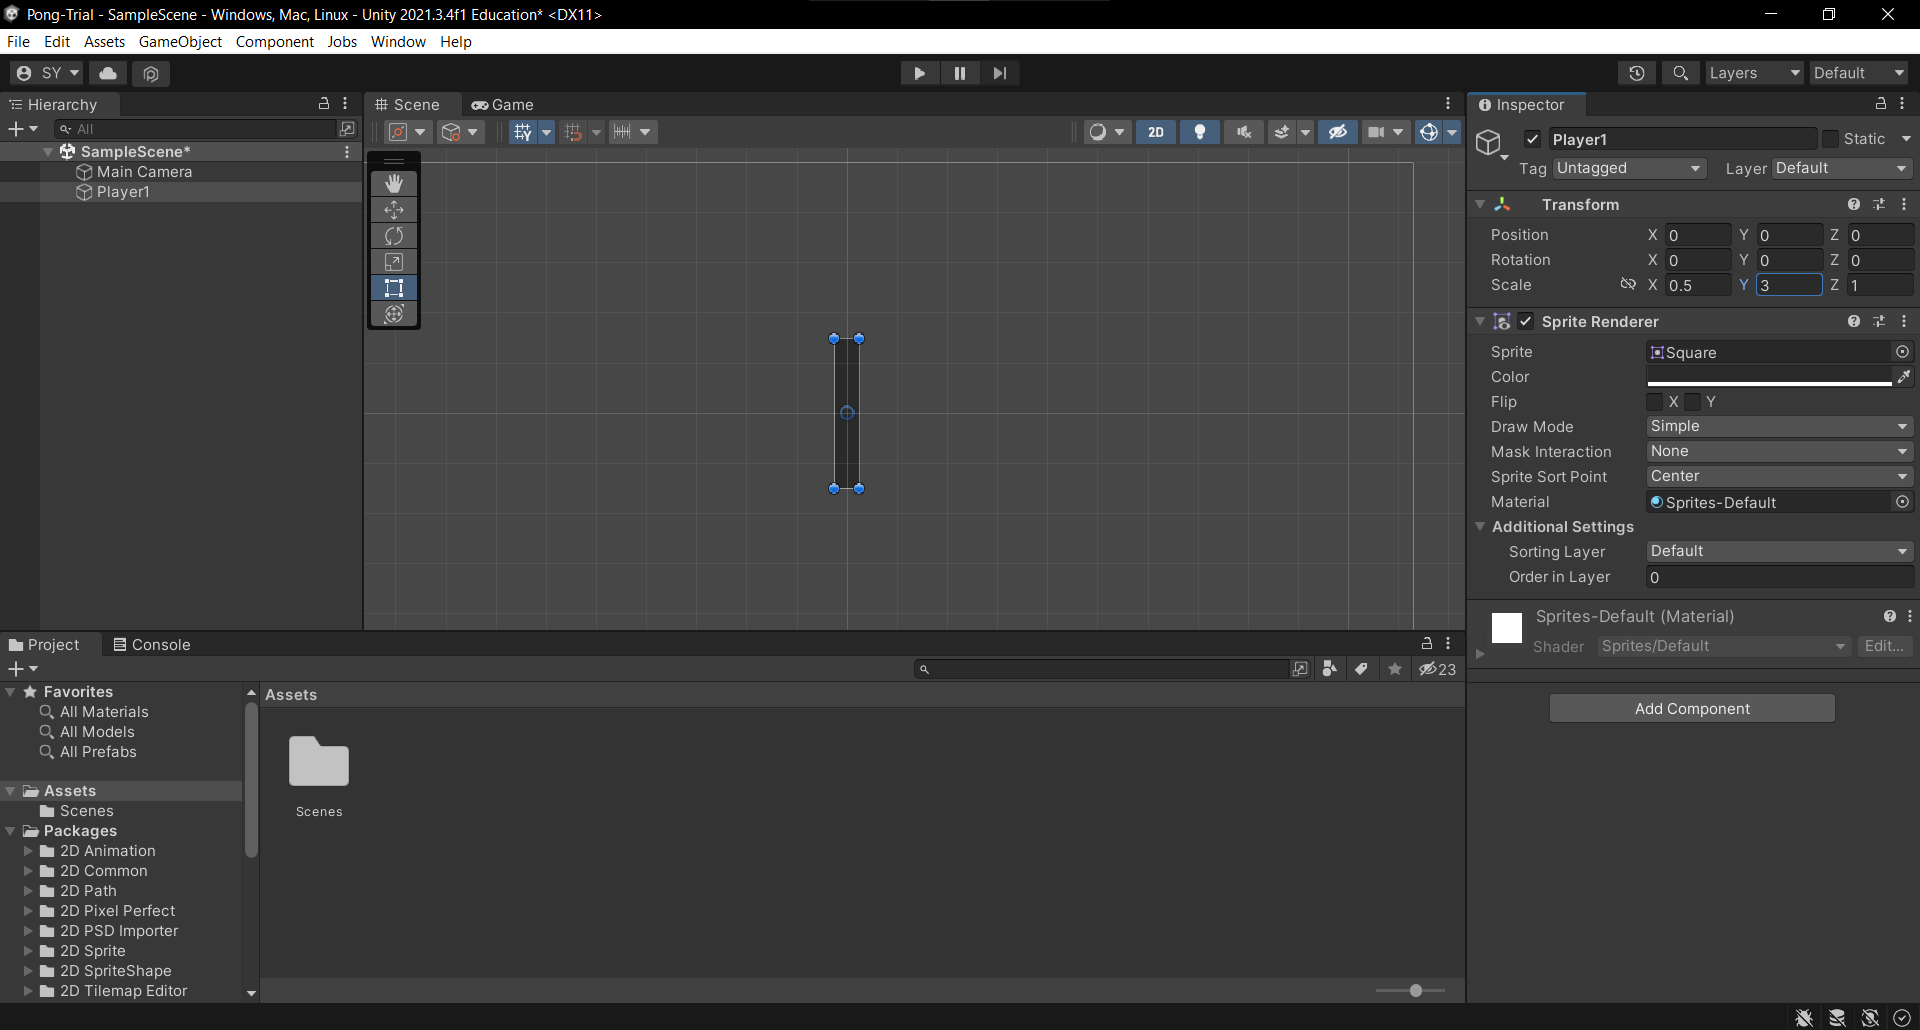 Pong-Trial - SampleScene - Windows, Mac, Linux - Unity 2021.3.4f1 Education* <DX11>
File Edit Assets GameObject Component Jobs Window Help
SY
Layers
Default
Hierarchy
All
SampleScene*
Main Camera
Player1
Scene
Game
2D
Inspector
Player1
Static
Tag Untagged
Layer Default
Transform
Position X 0 Y 0 Z 0
Rotation X 0 Y 0 Z 0
Scale X 0.5 Y 3 Z 1
Sprite Renderer
Sprite Square
Color
Flip X Y
Draw Mode Simple
Mask Interaction None
Sprite Sort Point Center
Material Sprites-Default
Additional Settings
Sorting Layer Default
Order in Layer 0
Sprites-Default (Material)
Shader Sprites/Default Edit...
Add Component
Project
Console
23
Favorites
All Materials
All Models
All Prefabs
Assets
Scenes
Packages
2D Animation
2D Common
2D Path
2D Pixel Perfect
2D PSD Importer
2D Sprite
2D SpriteShape
2D Tilemap Editor
Assets
Scenes